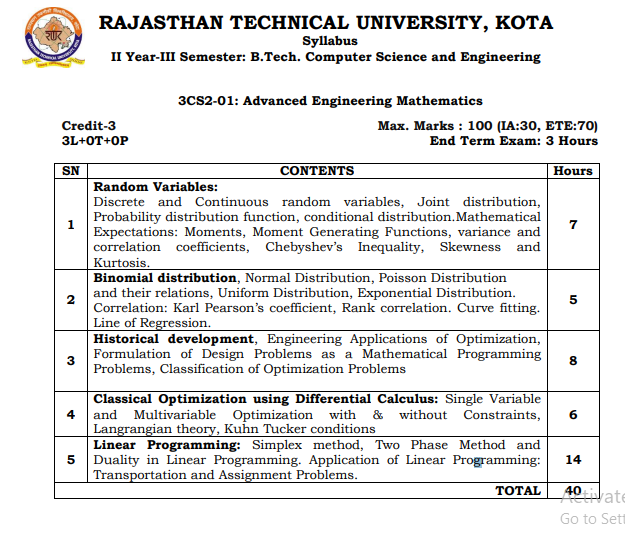 RAJASTHAN TECHNICAL UNIVERSITY, KOTA
Syllabus
II Year-III Semester: B.Tech. Computer Science and Engineering
3CS2-01: Advanced Engineering Mathematics
Credit-3 Max. Marks : 100 (IA:30, ETE:70)
3L+0T+0P End Term Exam: 3 Hours
SN CONTENTS Hours
1
Random Variables:
Discrete and Continuous random variables, Joint distribution,
Probability distribution function, conditional distribution.Mathematical
Expectations: Moments, Moment Generating Functions, variance and
correlation coefficients, Chebyshev's Inequality, Skewness and
Kurtosis.
7
2
Binomial distribution, Normal Distribution, Poisson Distribution
and their relations, Uniform Distribution, Exponential Distribution.
Correlation: Karl Pearson's coefficient, Rank correlation. Curve fitting.
Line of Regression.
5
3
Historical development, Engineering Applications of Optimization,
Formulation of Design Problems as a Mathematical Programming
Problems, Classification of Optimization Problems
8
4
Classical Optimization using Differential Calculus: Single Variable
and Multivariable Optimization with & without Constraints,
Langrangian theory, Kuhn Tucker conditions
6
5
Linear Programming: Simplex method, Two Phase Method and
Duality in Linear Programming. Application of Linear Programming:
Transportation and Assignment Problems.
14
TOTAL 40
Activate
Go to Sett